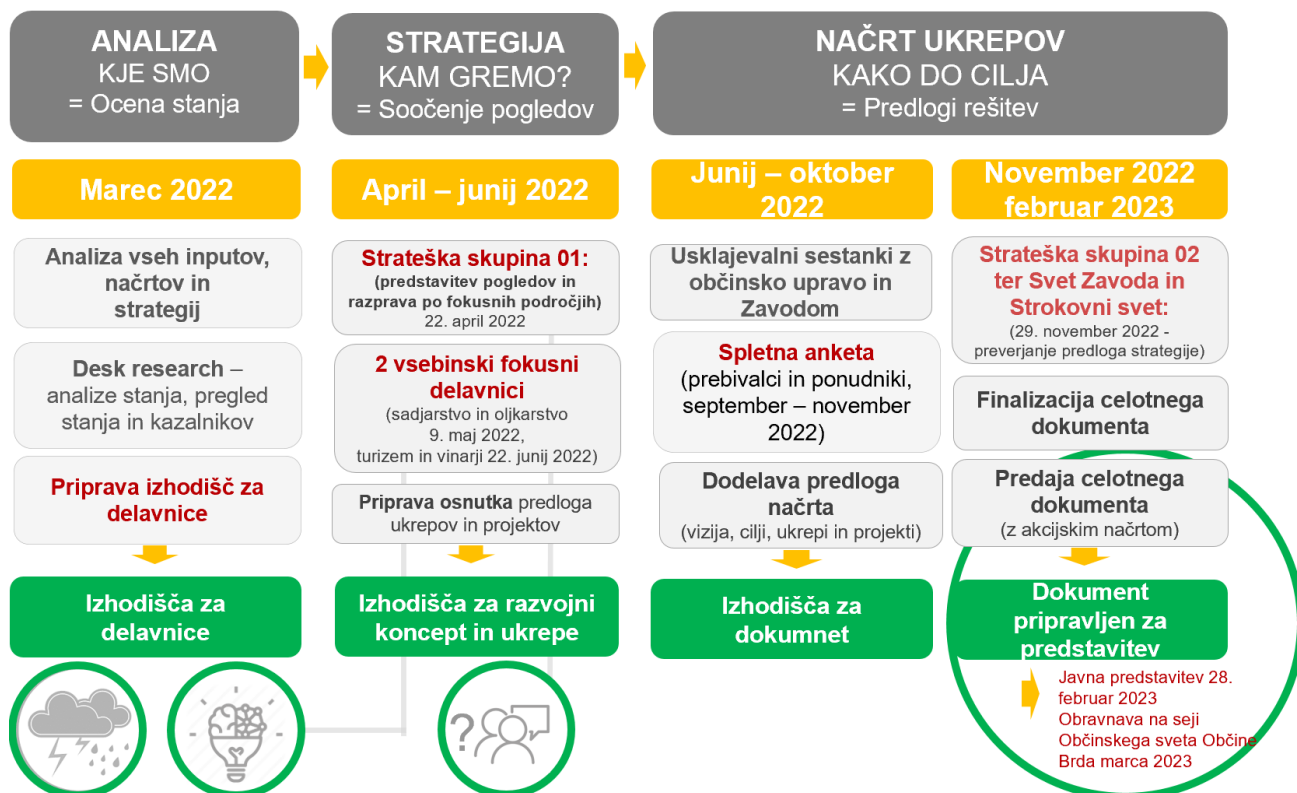 ANALIZA
KJE SMO
= Ocena stanja
STRATEGIJA
KAM GREMO?
= Soočenje pogledov
NAČRT UKREPOV
KAKO DO CILJA
= Predlogi rešitev
Marec 2022
April – junij 2022
Junij – oktober
2022
November 2022
februar 2023
Analiza vseh inputov,
načrtov in
strategij
Desk research –
analize stanja, pregled
stanja in kazalnikov
Priprava izhodišč za
delavnice
Izhodišča za
delavnice
Strateška skupina 01:
(predstavitev pogledov in
razprava po fokusnih področjih)
22. april 2022
2 vsebinski fokusni
delavnici
(sadjarstvo in oljkarstvo
9. maj 2022,
turizem in vinarji 22. junij 2022)
Priprava osnutka predloga
ukrepov in projektov
Izhodišča za razvojni
koncept in ukrepe
?
Usklajevalni sestanki z
občinsko upravo in
Zavodom
Spletna anketa
(prebivalci in ponudniki,
september – november
2022)
Dodelava predloga
načrta
(vizija, cilji, ukrepi in projekti)
Izhodišča za
dokumnet
Strateška skupina 02
ter Svet Zavoda in
Strokovni svet:
(29. november 2022 -
preverjanje predloga strategije)
Finalizacija celotnega
dokumenta
Predaja celotnega
dokumenta
(z akcijskim načrtom)
Dokument
pripravljen za
predstavitev
Javna predstavitev 28.
februar 2023
Obravnava na seji
Občinskega sveta Občine
Brda marca 2023